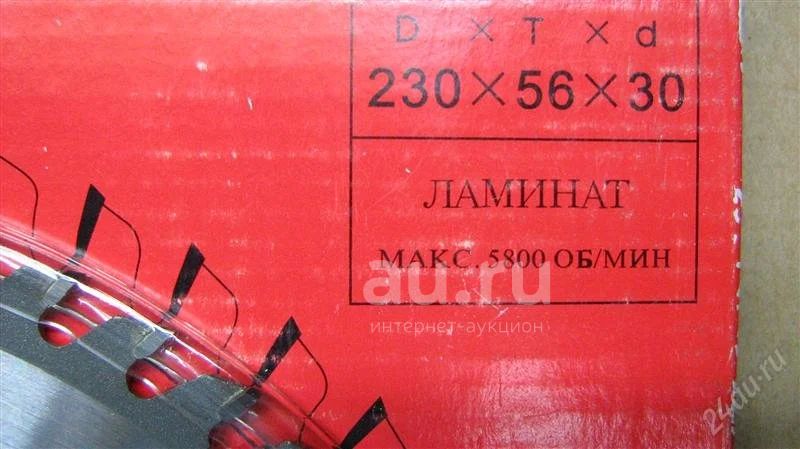 D × T × d
230×56×30
ЛАМИНАТ
МАКС. 5800 ОБ/МИН
au.ru
интернет-аукцион
24au.ru